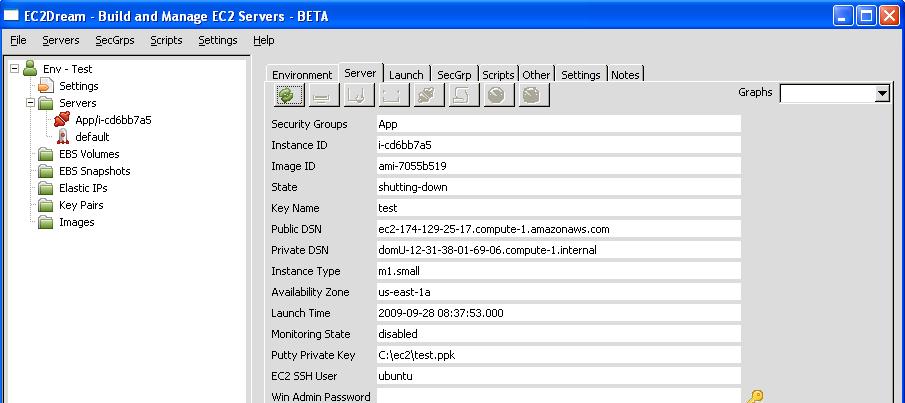 EC2Dream - Build and Manage EC2 Servers - BETA
File Servers SecGrps Scripts Settings Help
Env - Test
Settings
Servers
App/i-cd6bb7a5
default
EBS Volumes
EBS Snapshots
Elastic IPs
Key Pairs
Images
Environment Server Launch SecGrp Scripts Other Settings Notes
Graphs
Security Groups App
Instance ID i-cd6bb7a5
Image ID ami-7055b519
State shutting-down
Key Name test
Public DSN ec2-174-129-25-17.compute-1.amazonaws.com
Private DSN domU-12-31-38-01-69-06.compute-1.internal
Instance Type m1.small
Availability Zone us-east-1a
Launch Time 2009-09-28 08:37:53.000
Monitoring State disabled
Putty Private Key C:\ec2\test.ppk
EC2 SSH User ubuntu
Win Admin Password